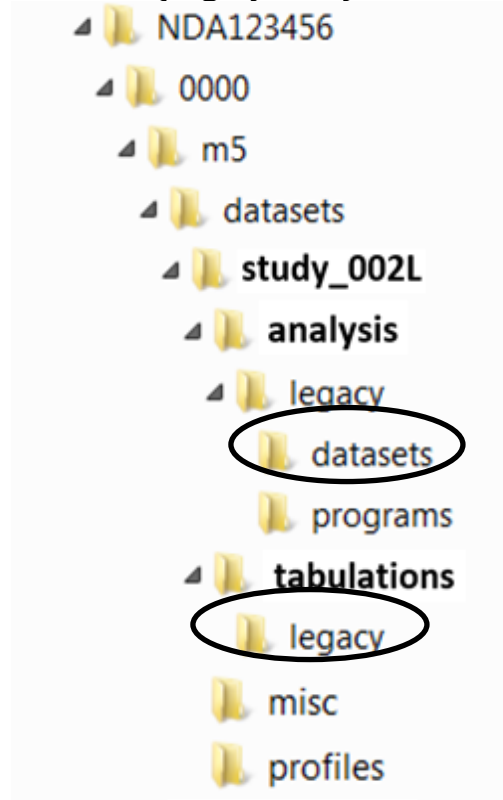 NDA123456
0000
m5
datasets
study_002L
analysis
legacy
datasets
programs
tabulations
legacy
misc
profiles